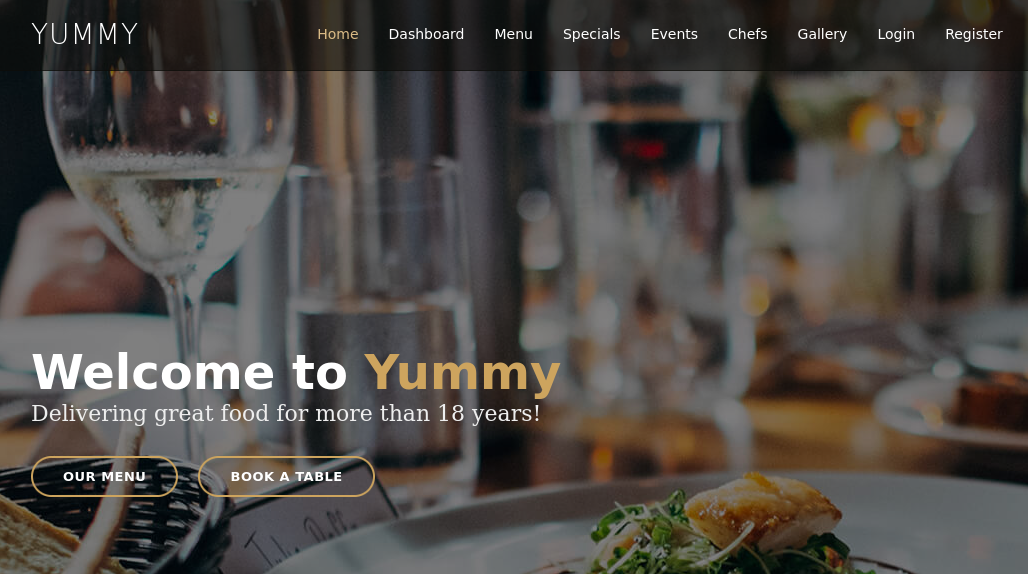 YUMMY
Home Dashboard Menu Specials Events Chefs Gallery Login Register
Welcome to Yummy
Delivering great food for more than 18 years!
OUR MENU BOOK A TABLE